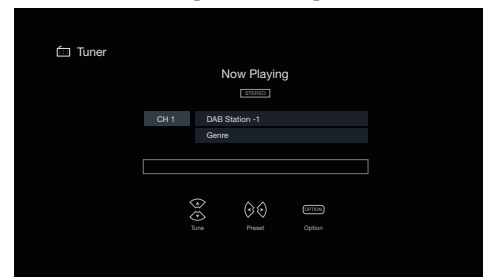 Tuner
Now Playing
STEREO
CH 1
DAB Station -1
Genre
OPTION
Tune
Preset
Option